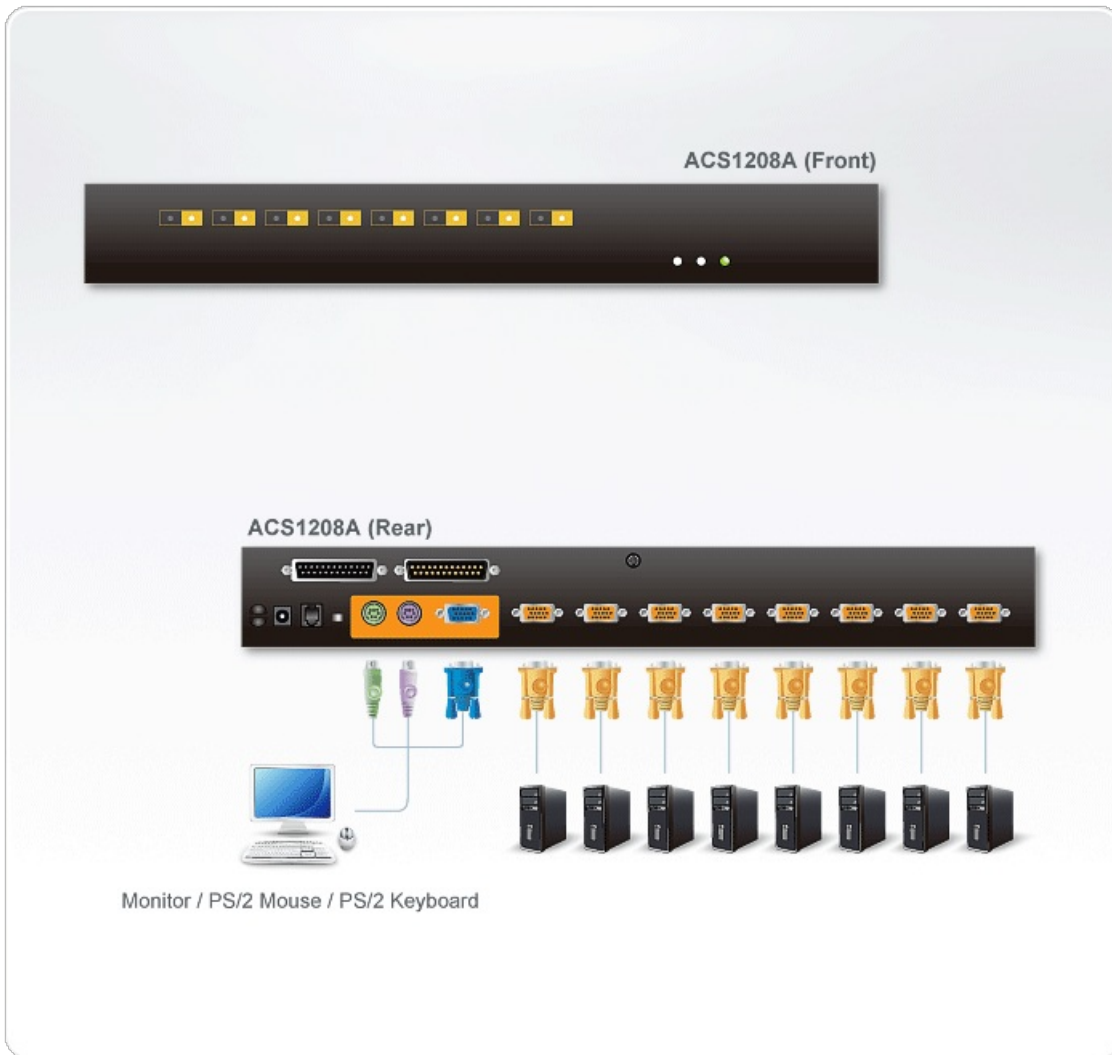 ACS1208A (Front)
ACS1208A (Rear)
Monitor / PS/2 Mouse / PS/2 Keyboard